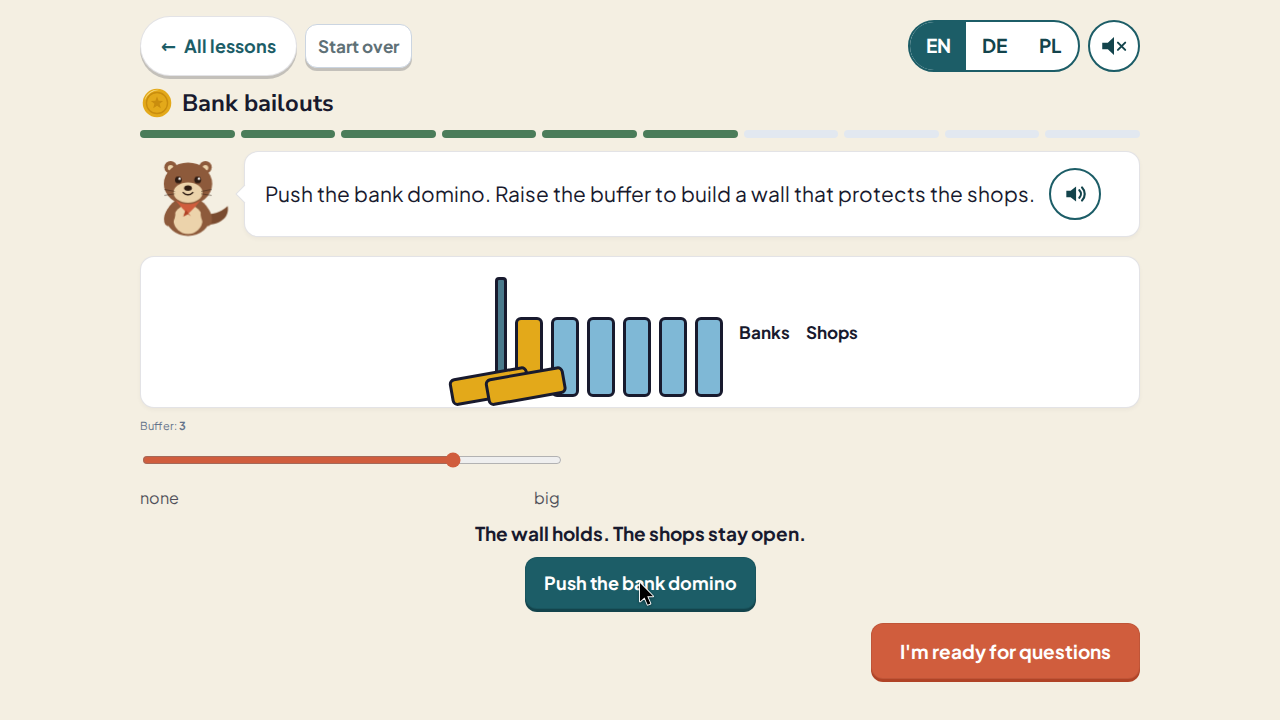 ← All lessons
Start over
EN
DE
PL
Bank bailouts
Push the bank domino. Raise the buffer to build a wall that protects the shops.
Banks
Shops
Buffer: 3
none
big
The wall holds. The shops stay open.
Push the bank domino
I'm ready for questions